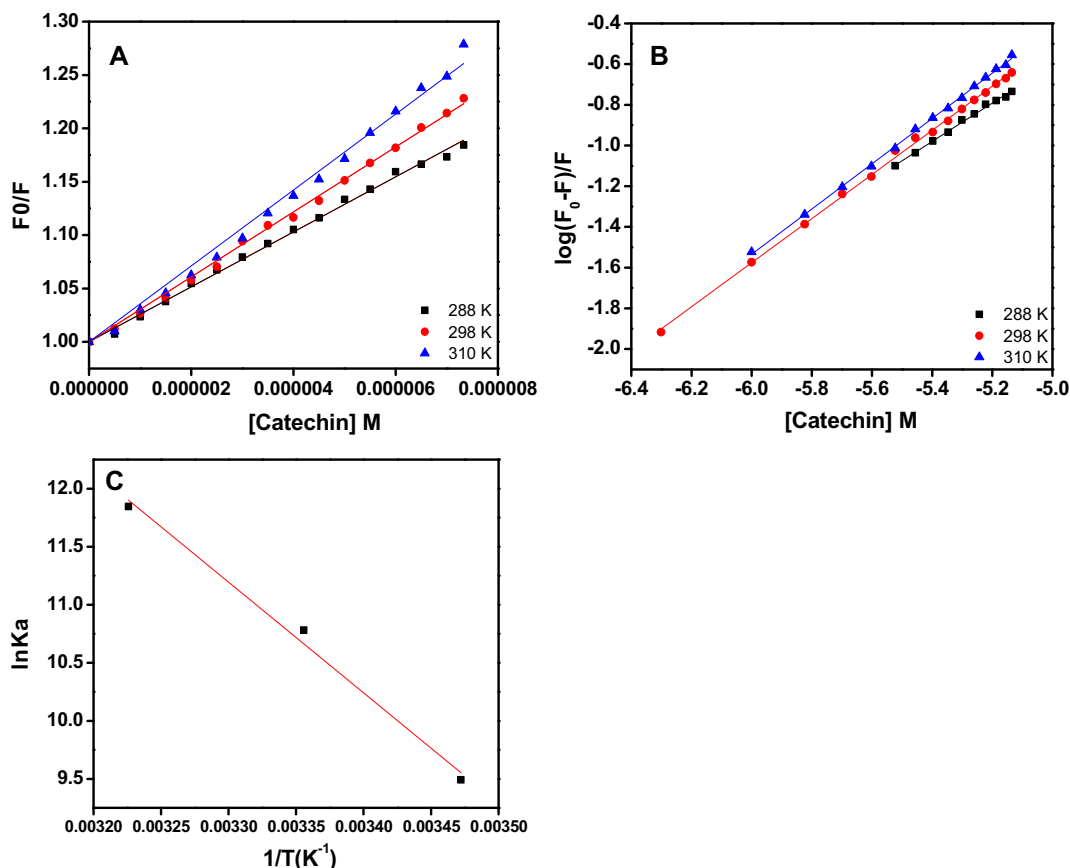 A
F0/F
1.30
1.25
1.20
1.15
1.10
1.05
1.00
288 K
298 K
310 K
0.000000 0.000002 0.000004 0.000006 0.000008
[Catechin] M
B
log(F0-F)/F
-0.4
-0.6
-0.8
-1.0
-1.2
-1.4
-1.6
-1.8
-2.0
288 K
298 K
310 K
-6.4 -6.2 -6.0 -5.8 -5.6 -5.4 -5.2 -5.0
[Catechin] M
C
lnKa
12.0
11.5
11.0
10.5
10.0
9.5
0.00320 0.00325 0.00330 0.00335 0.00340 0.00345 0.00350
1/T(K-1)